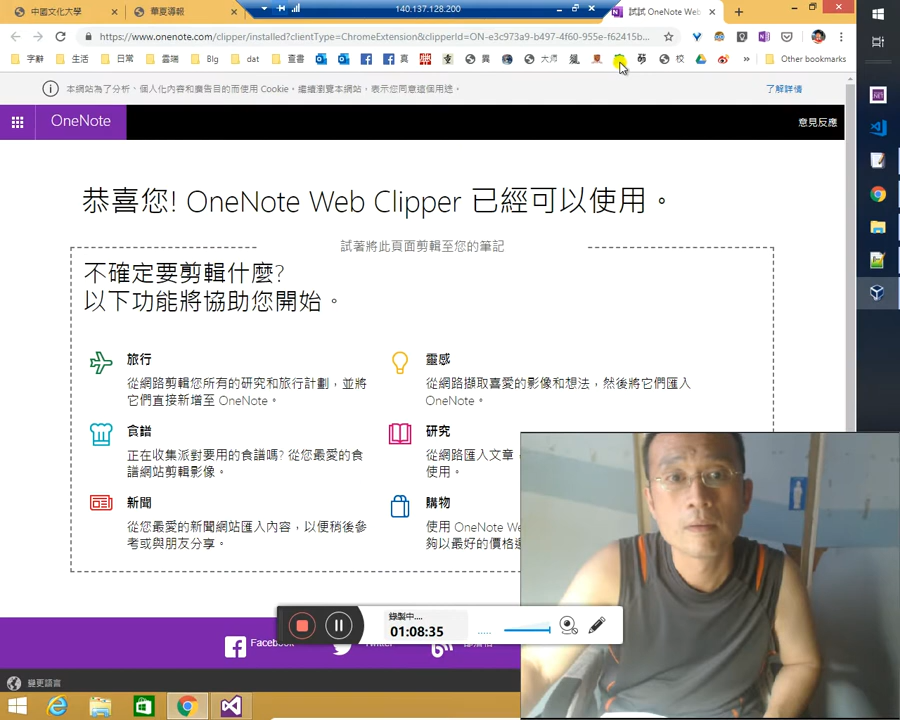 中國文化大學
華夏導報
140.137.128.200
試試 OneNote Web
https://www.onenote.com/clipper/installed?clientType=ChromeExtension&clipperId=ON-e3c973a9-b497-4f60-955e-f62415b...
字辭 生活 日常 雲端 Blg dat 查書 真 異 大师 校 » Other bookmarks
本網站為了分析、個人化內容和廣告目的而使用 Cookie，繼續瀏覽本網站，表示您同意這個用途。
了解詳情
OneNote
意見反應
恭喜您! OneNote Web Clipper 已經可以使用。
試著將此頁面剪輯至您的筆記
不確定要剪輯什麼?
以下功能將協助您開始。
旅行
從網路剪輯您所有的研究和旅行計劃，並將
它們直接新增至 OneNote。
靈感
從網路擷取喜愛的影像和想法，然後將它們匯入
OneNote。
食譜
正在收集派對要用的食譜嗎? 從您最愛的食
譜網站剪輯影像。
研究
從網路匯入文章
使用。
新聞
從您最愛的新聞網站匯入內容，以便稍後參
考或與朋友分享。
購物
使用 OneNote We
夠以最好的價格
錄製中....
01:08:35
Facebook
部落格
變更語言